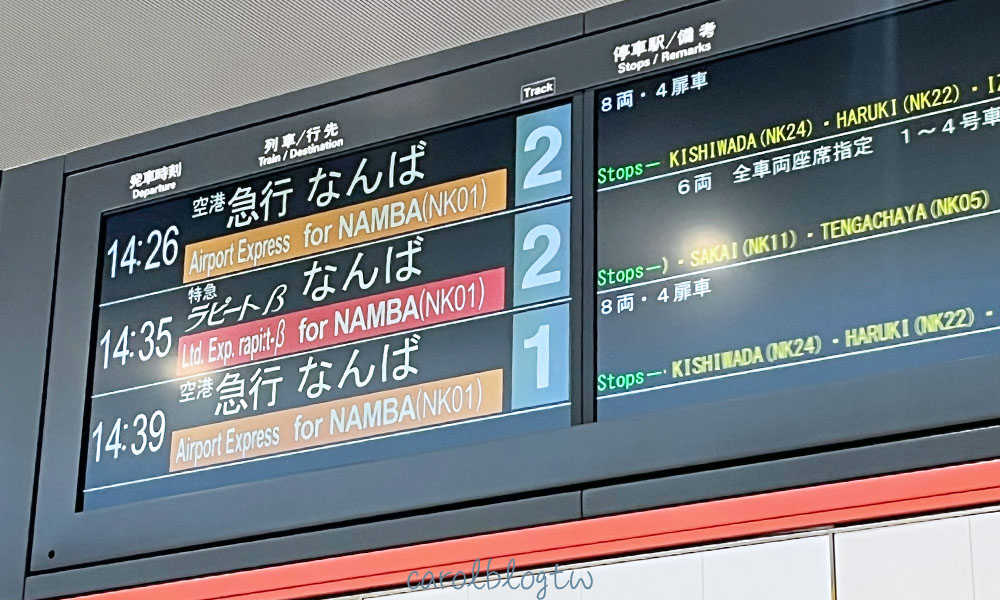 発車時刻
Departure
列車/行先
Train / Destination
Track
停車駅/備考
Stops / Remarks
14:26
空港急行 なんば
Airport Express for NAMBA(NK01)
2
8両・4扉車
Stops― KISHIWADA(NK24)・HARUKI(NK22)・
14:35
特急
ラピートβ なんば
Ltd. Exp. rapi:t-β for NAMBA(NK01)
2
6両 全車両座席指定 1～4号車
Stops―)・SAKAI(NK11)・TENGACHAYA(NK05)
14:39
空港急行 なんば
Airport Express for NAMBA(NK01)
1
8両・4扉車
Stops―・KISHIWADA(NK24)・HARUKI(NK22)・
carolblogtw